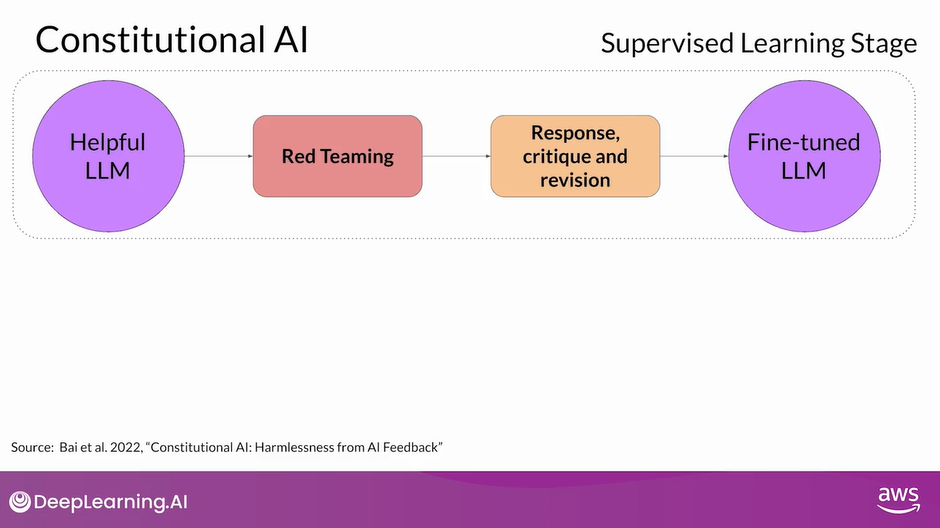 Constitutional AI
Supervised Learning Stage
Helpful
LLM
Red Teaming
Response,
critique and
revision
Fine-tuned
LLM
Source: Bai et al. 2022, “Constitutional AI: Harmlessness from AI Feedback”
DeepLearning.AI
aws